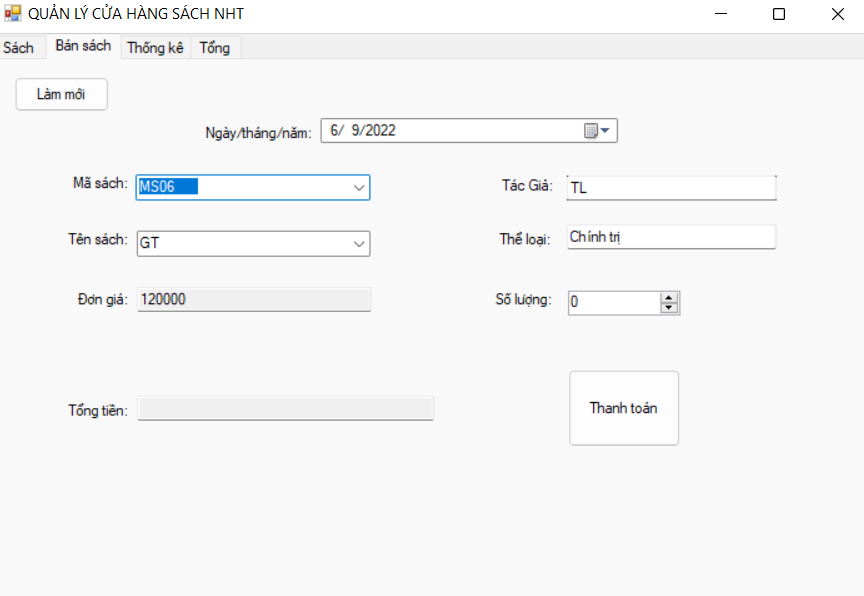 QUẢN LÝ CỬA HÀNG SÁCH NHT
Sách Bán sách Thống kê Tổng
Làm mới
Ngày/tháng/năm: 6/ 9/2022
Mã sách: MS06 Tác Giả: TL
Tên sách: GT Thể loại: Chính trị
Đơn giá: 120000 Số lượng: 0
Tổng tiền: Thanh toán